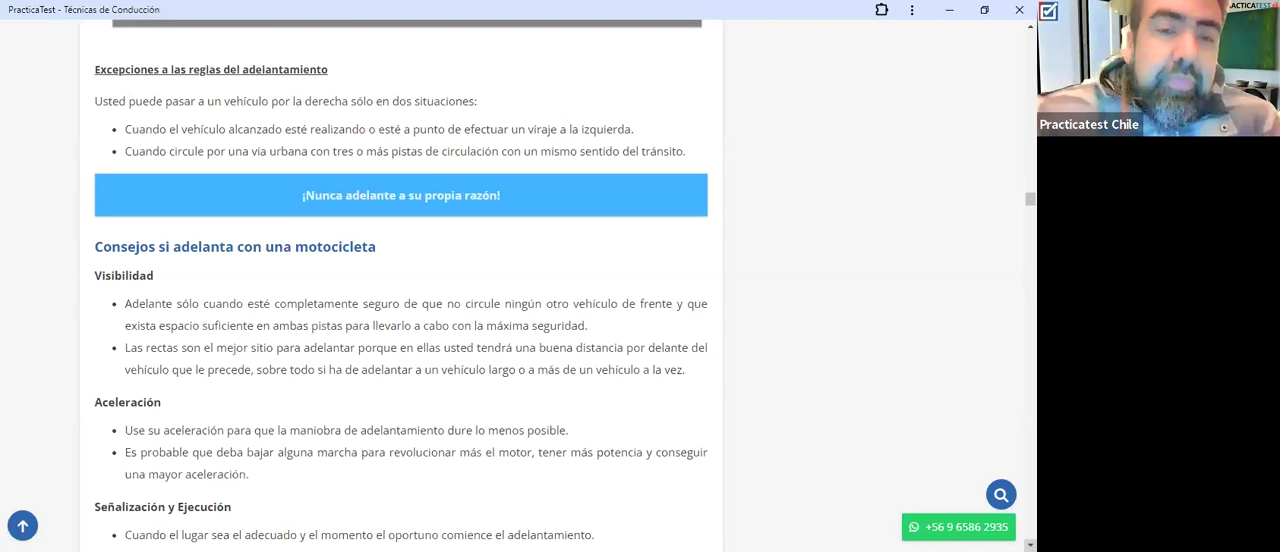 PracticaTest - Técnicas de Conducción
Excepciones a las reglas del adelantamiento
Usted puede pasar a un vehículo por la derecha sólo en dos situaciones:
• Cuando el vehículo alcanzado esté realizando o esté a punto de efectuar un viraje a la izquierda.
• Cuando circule por una vía urbana con tres o más pistas de circulación con un mismo sentido del tránsito.
¡Nunca adelante a su propia razón!
Consejos si adelanta con una motocicleta
Visibilidad
• Adelante sólo cuando esté completamente seguro de que no circule ningún otro vehículo de frente y que
exista espacio suficiente en ambas pistas para llevarlo a cabo con la máxima seguridad.
• Las rectas son el mejor sitio para adelantar porque en ellas usted tendrá una buena distancia por delante del
vehículo que le precede, sobre todo si ha de adelantar a un vehículo largo o a más de un vehículo a la vez.
Aceleración
• Use su aceleración para que la maniobra de adelantamiento dure lo menos posible.
• Es probable que deba bajar alguna marcha para revolucionar más el motor, tener más potencia y conseguir
una mayor aceleración.
Señalización y Ejecución
• Cuando el lugar sea el adecuado y el momento el oportuno comience el adelantamiento.
+56 9 6586 2935
Practicatest Chile